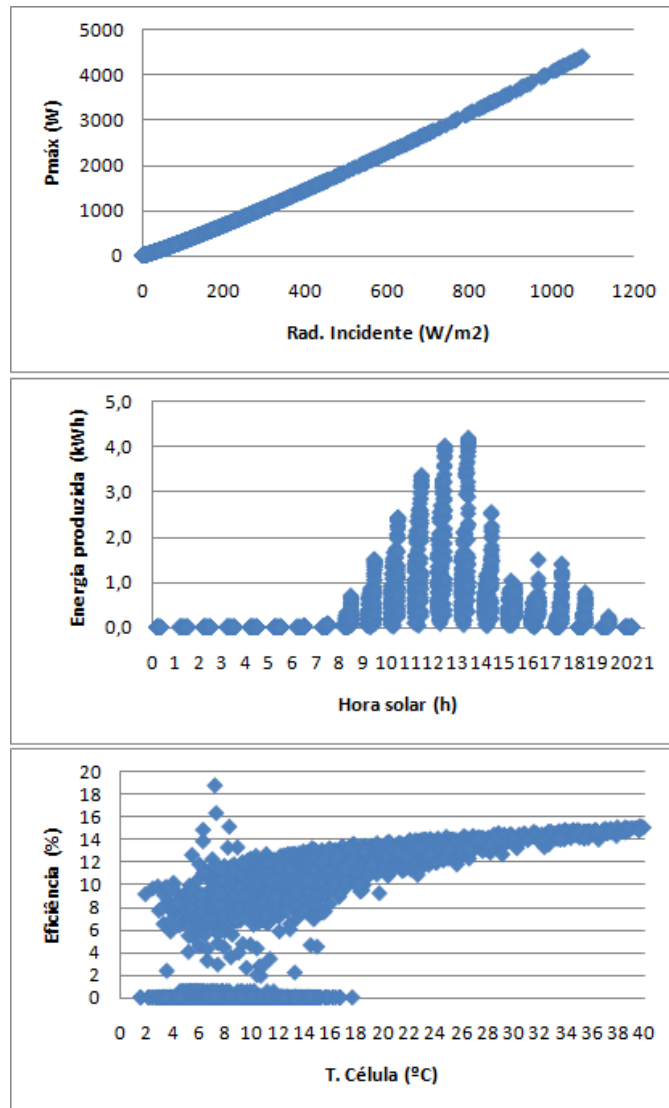 5000
4000
3000
2000
1000
0
Pmáx (W)
0 200 400 600 800 1000 1200
Rad. Incidente (W/m2)
5,0
4,0
3,0
2,0
1,0
0,0
Energia produzida (kWh)
0 1 2 3 4 5 6 7 8 9 10 11 12 13 14 15 16 17 18 19 20 21
Hora solar (h)
20
18
16
14
12
10
8
6
4
2
0
Eficiência (%)
0 2 4 6 8 10 12 14 16 18 20 22 24 26 28 30 32 34 36 38 40
T. Célula (ºC)